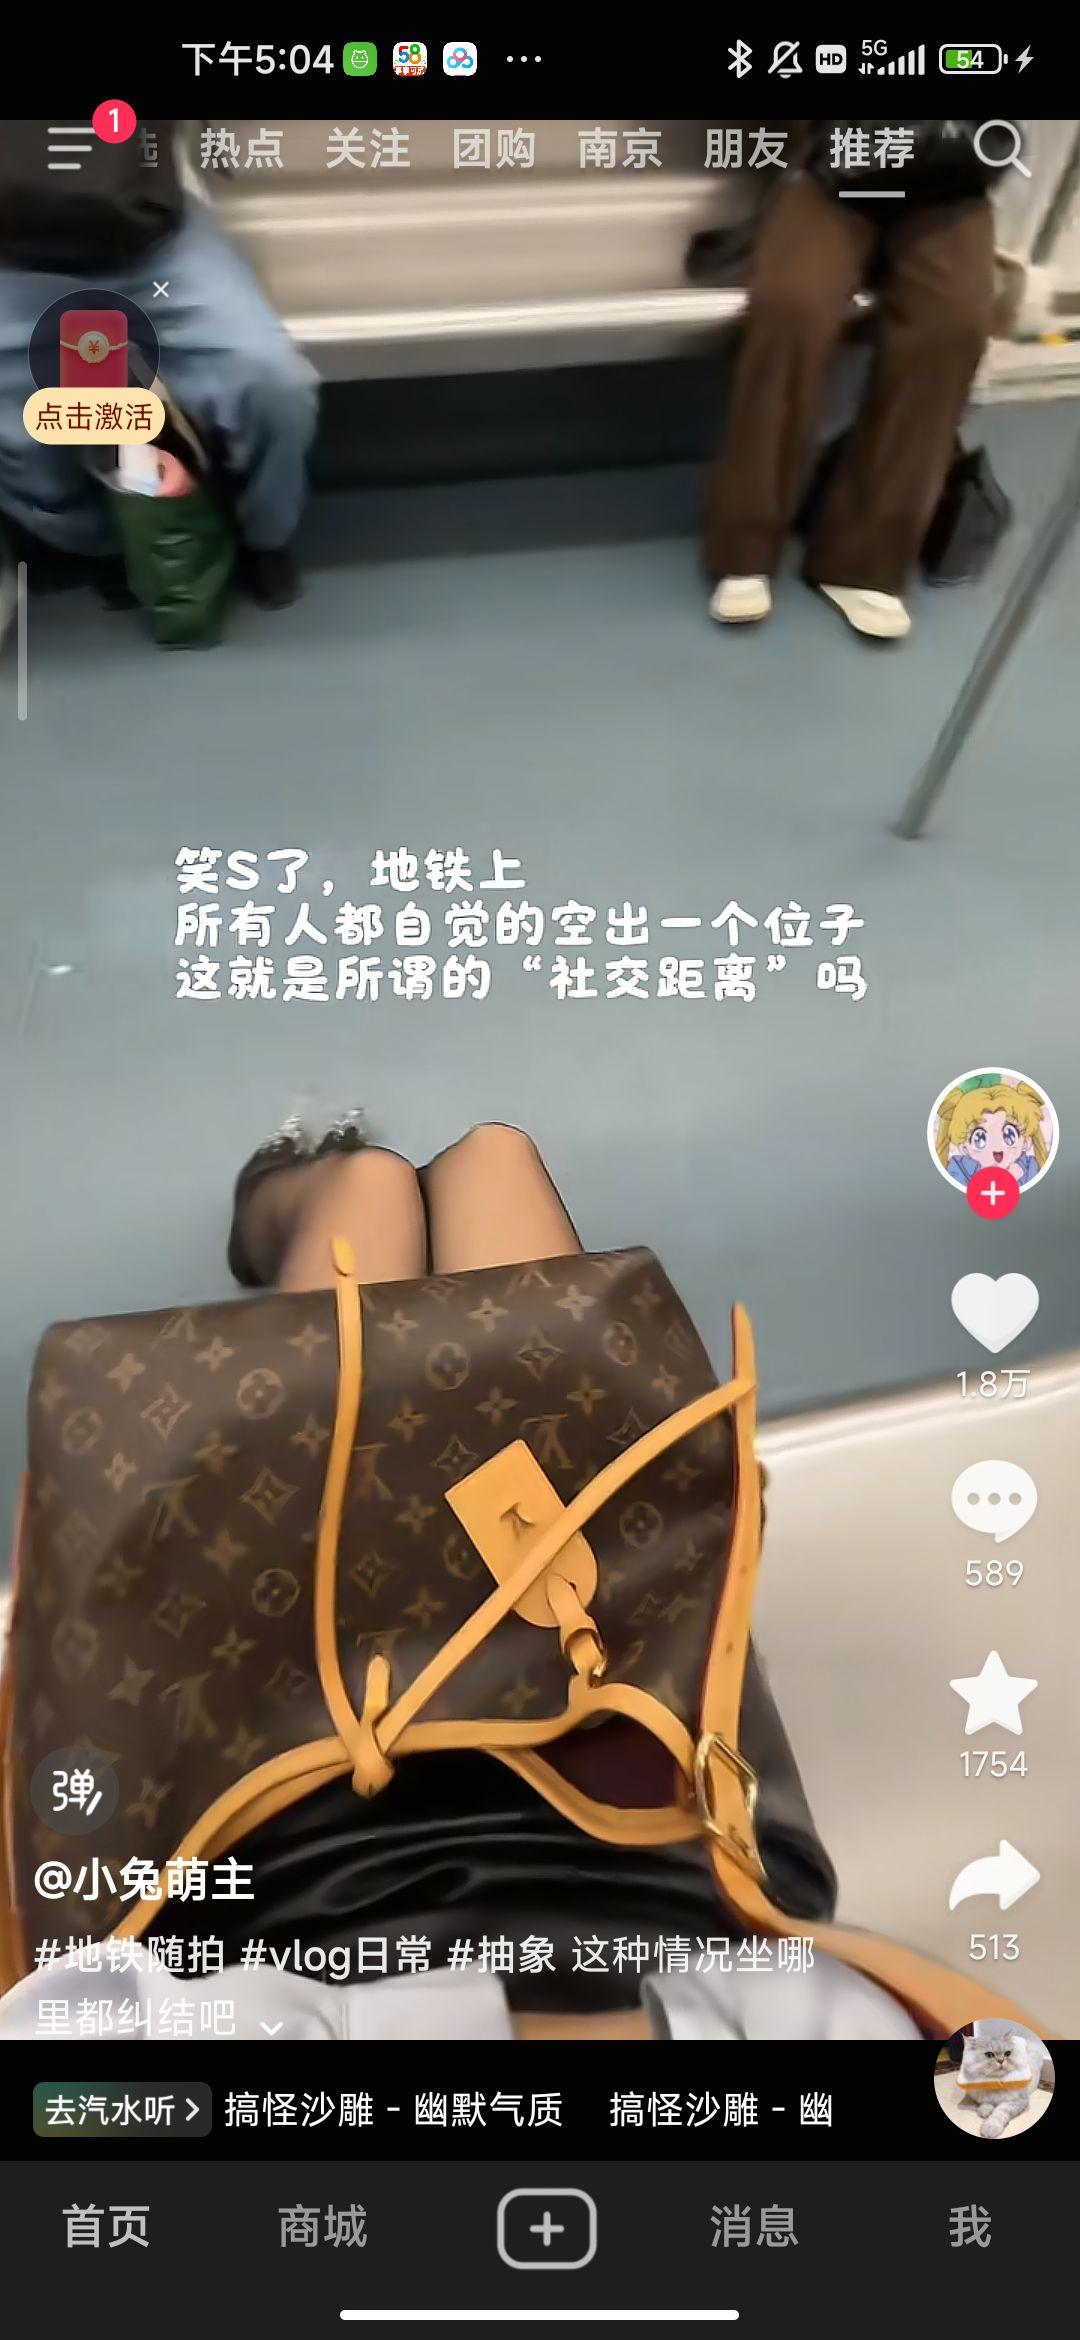 下午5:04
58
HD
5G
54
1
选 热点 关注 团购 南京 朋友 推荐
点击激活
笑S了，地铁上
所有人都自觉的空出一个位子
这就是所谓的“社交距离”吗
1.8万
589
1754
513
弹
@小兔萌主
#地铁随拍 #vlog日常 #抽象 这种情况坐哪
里都纠结吧
去汽水听 搞怪沙雕 - 幽默气质 搞怪沙雕 - 幽
首页 商城 消息 我